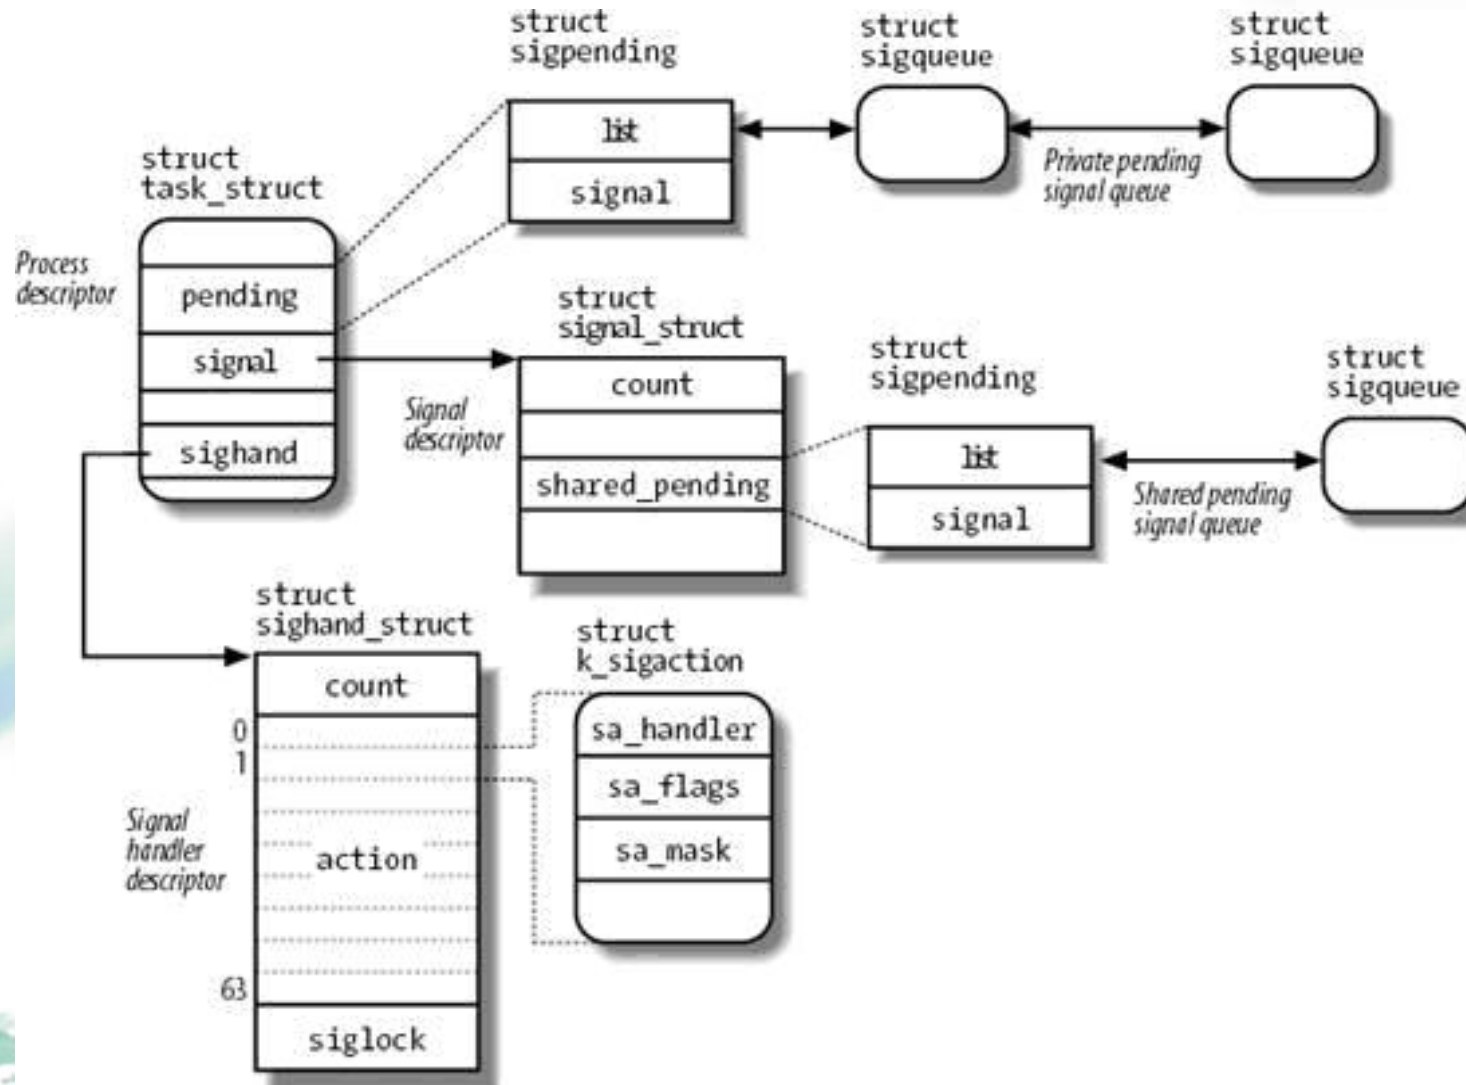 struct
sigpending
struct
sigqueue
struct
sigqueue
list
signal
Private pending
signal queue
struct
task_struct
Process
descriptor
pending
signal
sighand
struct
signal_struct
Signal
descriptor
count
shared_pending
struct
sigpending
list
signal
struct
sigqueue
Shared pending
signal queue
struct
sighand_struct
count
0
1
Signal
handler
descriptor
action
63
siglock
struct
k_sigaction
sa_handler
sa_flags
sa_mask